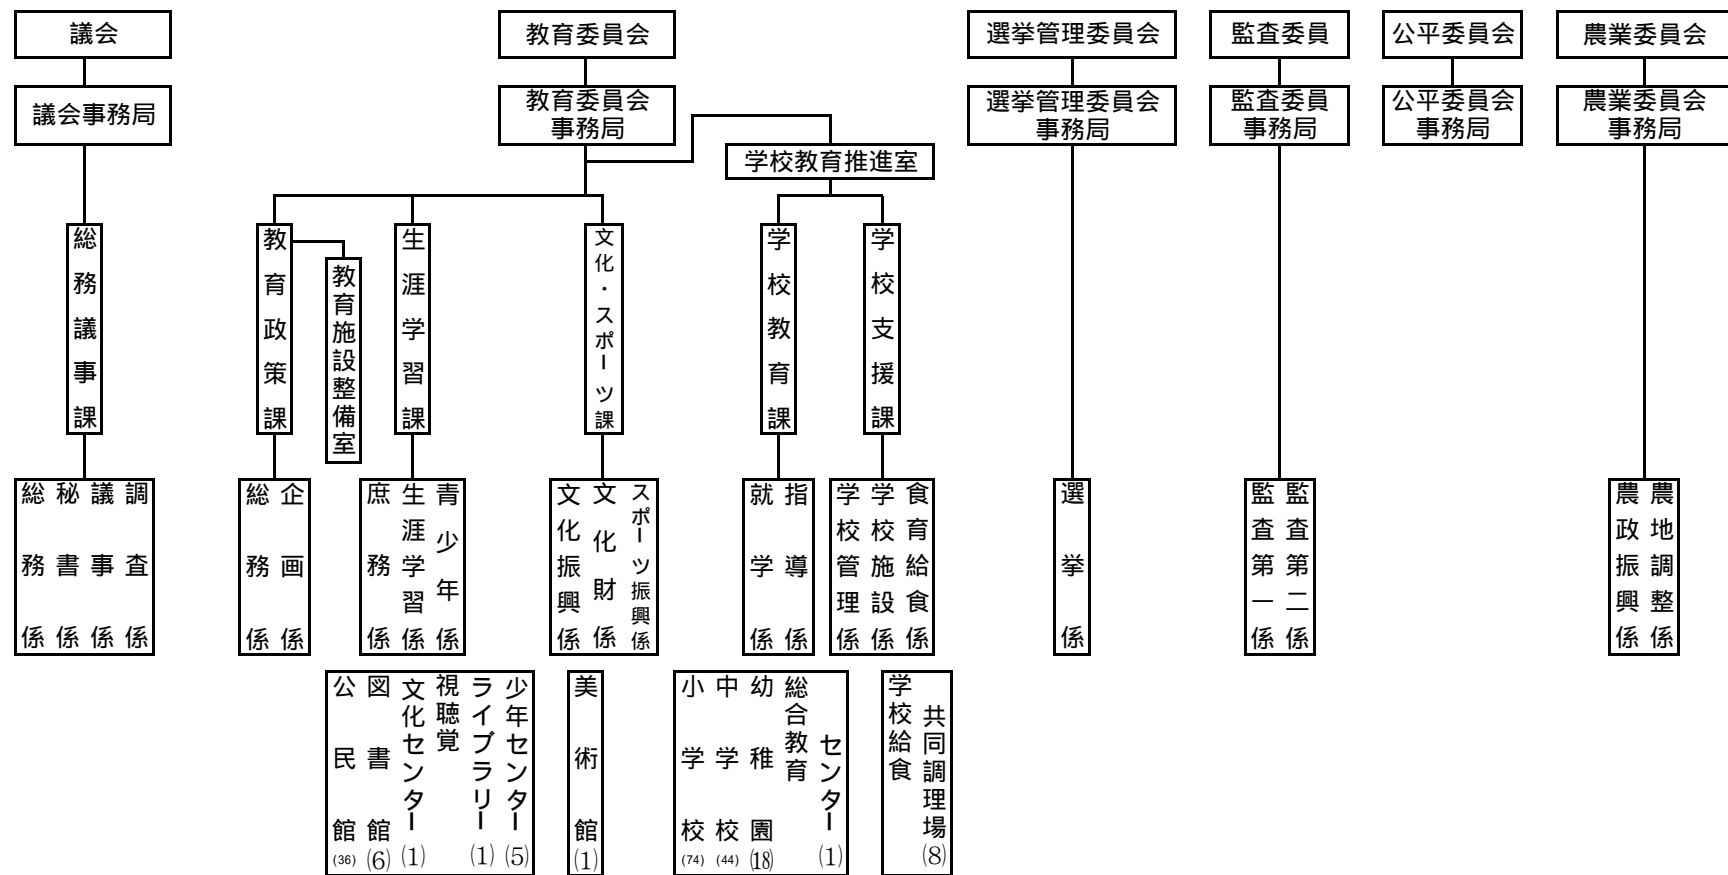 議会
教育委員会
選挙管理委員会
監査委員
公平委員会
農業委員会
議会事務局
教育委員会
事務局
選挙管理委員会
事務局
監査委員
事務局
公平委員会
事務局
農業委員会
事務局
学校教育推進室
総務議事課
教育政策課
教育施設整備室
生涯学習課
文化・スポーツ課
学校教育課
学校支援課
総務係
秘書係
議事係
調査係
総務係
企画係
庶務係
生涯学習係
青少年係
文化振興係
文化財係
スポーツ振興係
就学係
指導係
学校管理係
学校施設係
食育給食係
選挙係
監査第一係
監査第二係
農政振興係
農地調整係
公民館(36)
図書館(6)
文化センター(1)
視聴覚
ライブラリー(1)
少年センター(5)
美術館(1)
小学校(74)
中学校(44)
幼稚園(18)
総合教育
センター(1)
学校給食
共同調理場(8)